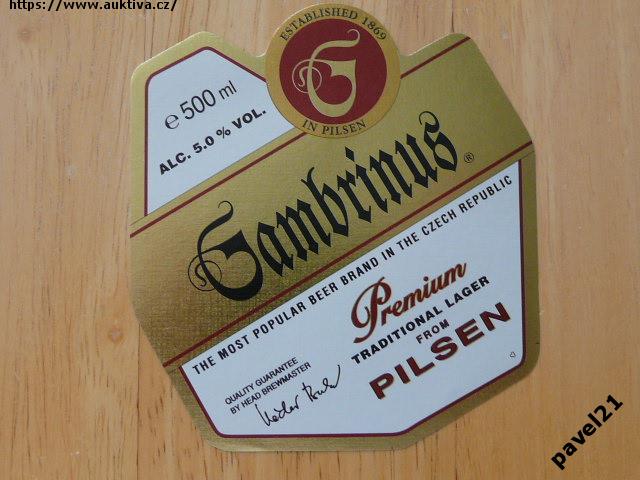 https://www.auktiva.cz/
ESTABLISHED 1869
G
IN PILSEN
e 500 ml
ALC. 5.0 % VOL.
Gambrinus ®
THE MOST POPULAR BEER BRAND IN THE CZECH REPUBLIC
Premium
TRADITIONAL LAGER
FROM
PILSEN
QUALITY GUARANTEE
BY HEAD BREWMASTER
pavel21